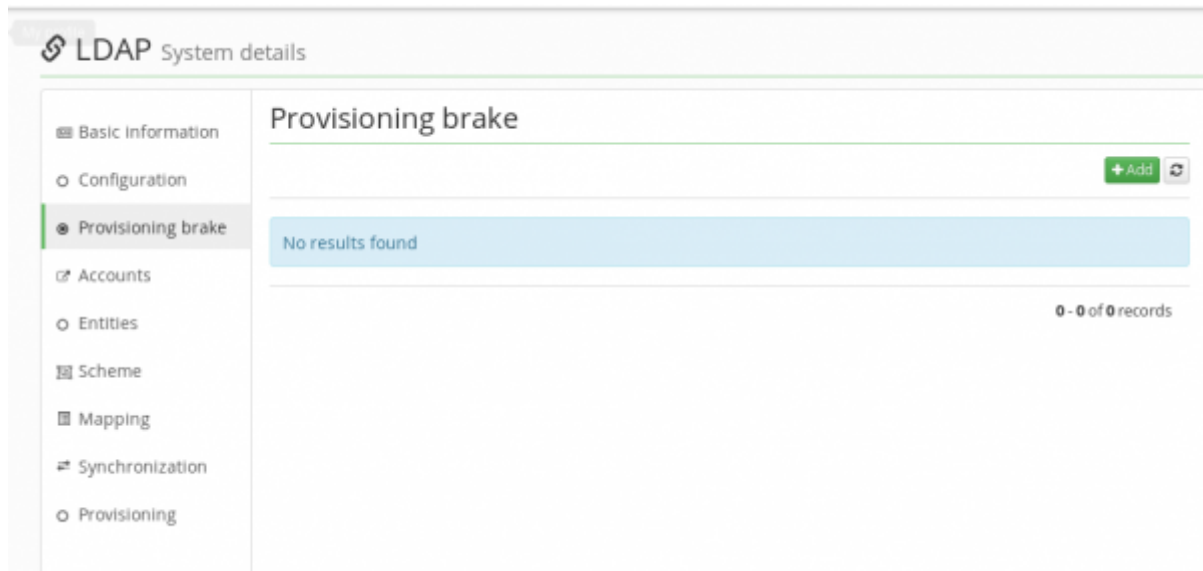 LDAP System details
Basic information
Configuration
Provisioning brake
Accounts
Entities
Scheme
Mapping
Synchronization
Provisioning
Provisioning brake
+Add
No results found
0 - 0 of 0 records